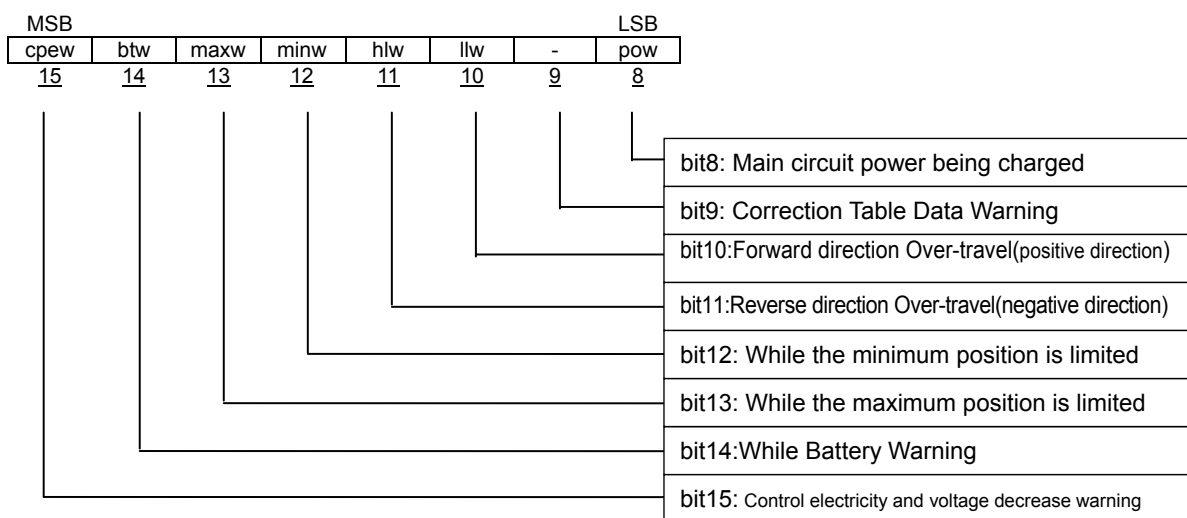 MSB LSB
cpew btw maxw minw hlw llw - pow
15 14 13 12 11 10 9 8
bit8: Main circuit power being charged
bit9: Correction Table Data Warning
bit10:Forward direction Over-travel(positive direction)
bit11:Reverse direction Over-travel(negative direction)
bit12: While the minimum position is limited
bit13: While the maximum position is limited
bit14:While Battery Warning
bit15: Control electricity and voltage decrease warning